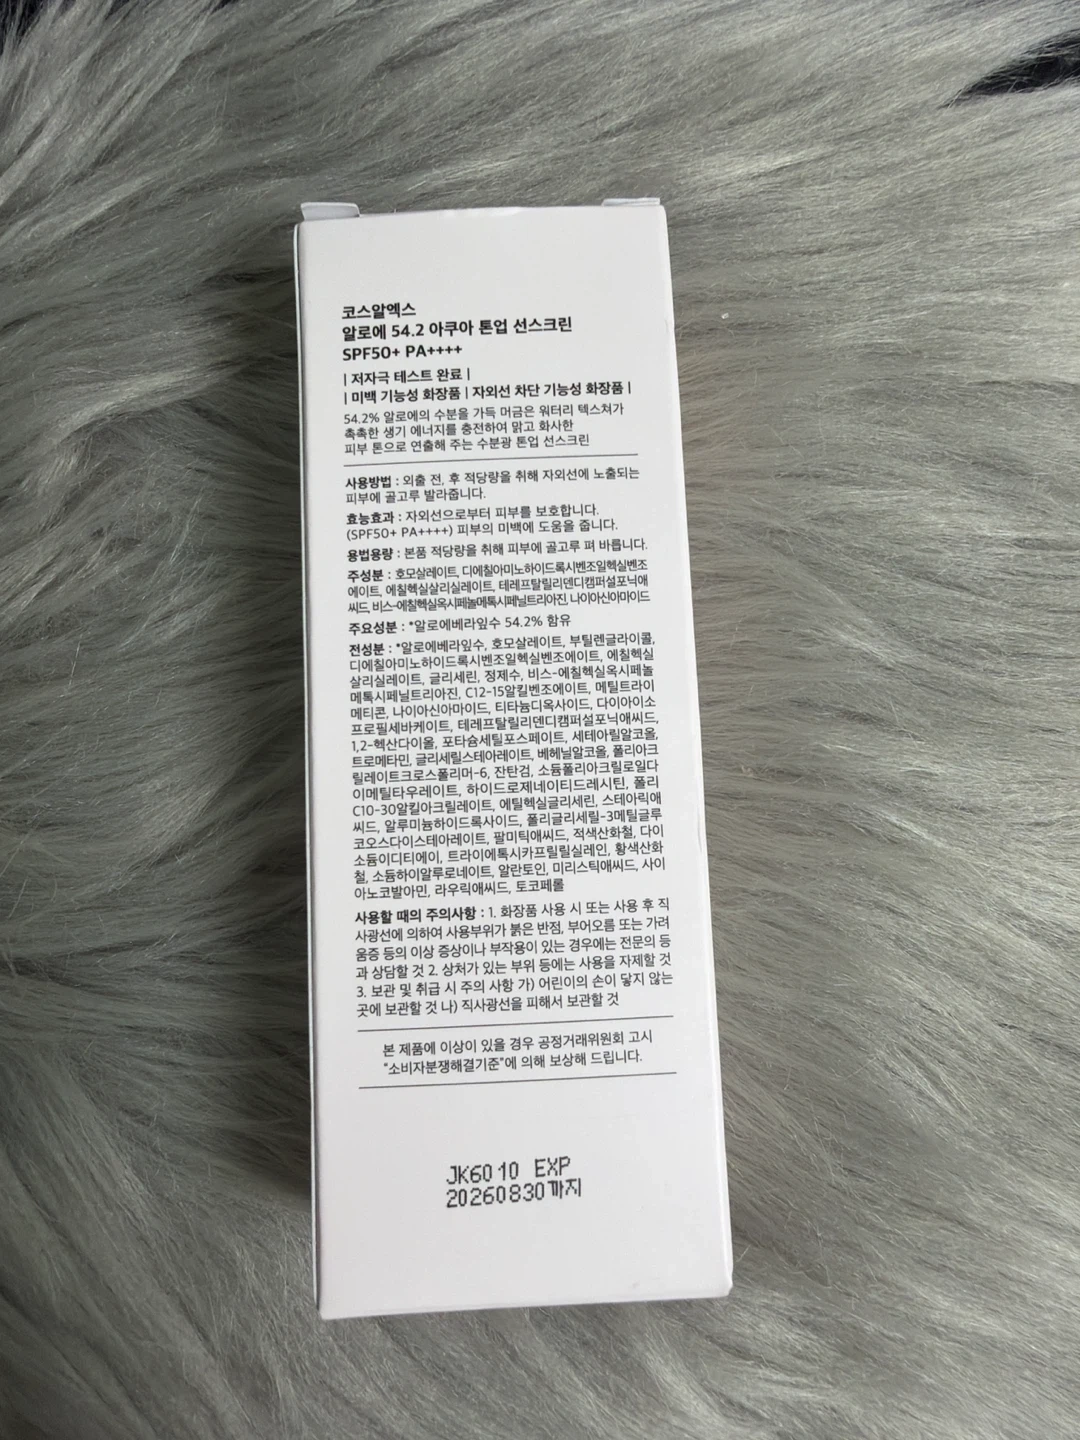 코스알엑스
알로에 54.2 아쿠아 톤업 선스크린
SPF50+ PA++++
| 저자극 테스트 완료 |
| 미백 기능성 화장품 | 자외선 차단 기능성 화장품 |
54.2% 알로에의 수분을 가득 머금은 워터리 텍스쳐가
촉촉한 생기 에너지를 충전하여 맑고 화사한
피부 톤으로 연출해 주는 수분광 톤업 선스크린
사용방법 : 외출 전, 후 적당량을 취해 자외선에 노출되는
피부에 골고루 발라줍니다.
효능효과 : 자외선으로부터 피부를 보호합니다.
(SPF50+ PA++++) 피부의 미백에 도움을 줍니다.
용법용량 : 본품 적당량을 취해 피부에 골고루 펴 바릅니다.
주성분 : 호모살레이트, 디에칠아미노하이드록시벤조일헥실벤조
에이트, 에칠헥실살리실레이트, 테레프탈릴리덴디캠퍼설포닉애
씨드, 비스-에칠헥실옥시페놀메톡시페닐트리아진, 나이아신아마이드
주요성분 : *알로에베라잎수 54.2% 함유
전성분 : *알로에베라잎수, 호모살레이트, 부틸렌글라이콜,
디에칠아미노하이드록시벤조일헥실벤조에이트, 에칠헥실
살리실레이트, 글리세린, 정제수, 비스-에칠헥실옥시페놀
메톡시페닐트리아진, C12-15알킬벤조에이트, 메틸트라이
메티콘, 나이아신아마이드, 티타늄디옥사이드, 다이아이소
프로필세바케이트, 테레프탈릴리덴디캠퍼설포닉애씨드,
1,2-헥산다이올, 포타슘세틸포스페이트, 세테아릴알코올,
트로메타민, 글리세릴스테아레이트, 베헤닐알코올, 폴리아크
릴레이트크로스폴리머-6, 잔탄검, 소듐폴리아크릴로일다
이메틸타우레이트, 하이드로제네이티드레시틴, 폴리
C10-30알킬아크릴레이트, 에틸헥실글리세린, 스테아릭애
씨드, 알루미늄하이드록사이드, 폴리글리세릴-3메틸글루
코오스다이스테아레이트, 팔미틱애씨드, 적색산화철, 다이
소듐이디티에이, 트라이에톡시카프릴릴실레인, 황색산화
철, 소듐하이알루로네이트, 알란토인, 미리스틱애씨드, 사이
아노코발아민, 라우릭애씨드, 토코페롤
사용할 때의 주의사항 : 1. 화장품 사용 시 또는 사용 후 직
사광선에 의하여 사용부위가 붉은 반점, 부어오름 또는 가려
움증 등의 이상 증상이나 부작용이 있는 경우에는 전문의 등
과 상담할 것 2. 상처가 있는 부위 등에는 사용을 자제할 것
3. 보관 및 취급 시 주의 사항 가) 어린이의 손이 닿지 않는
곳에 보관할 것 나) 직사광선을 피해서 보관할 것
본 제품에 이상이 있을 경우 공정거래위원회 고시
"소비자분쟁해결기준"에 의해 보상해 드립니다.
JK6010 EXP
20260830까지